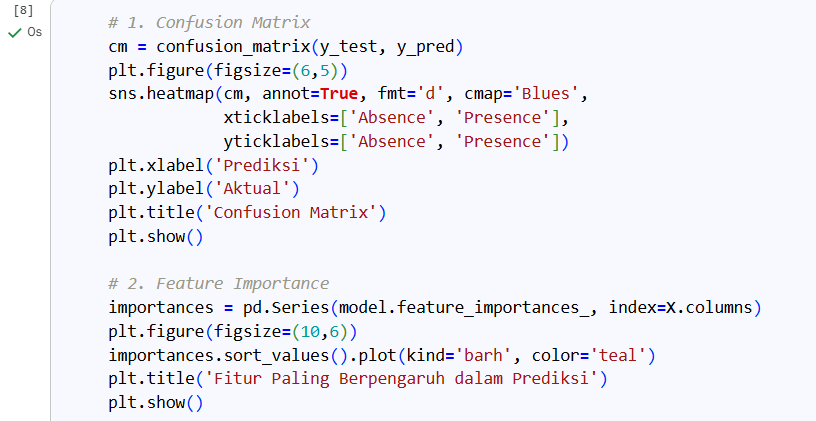 [8]
0s
# 1. Confusion Matrix
cm = confusion_matrix(y_test, y_pred)
plt.figure(figsize=(6,5))
sns.heatmap(cm, annot=True, fmt='d', cmap='Blues',
            xticklabels=['Absence', 'Presence'],
            yticklabels=['Absence', 'Presence'])
plt.xlabel('Prediksi')
plt.ylabel('Aktual')
plt.title('Confusion Matrix')
plt.show()

# 2. Feature Importance
importances = pd.Series(model.feature_importances_, index=X.columns)
plt.figure(figsize=(10,6))
importances.sort_values().plot(kind='barh', color='teal')
plt.title('Fitur Paling Berpengaruh dalam Prediksi')
plt.show()